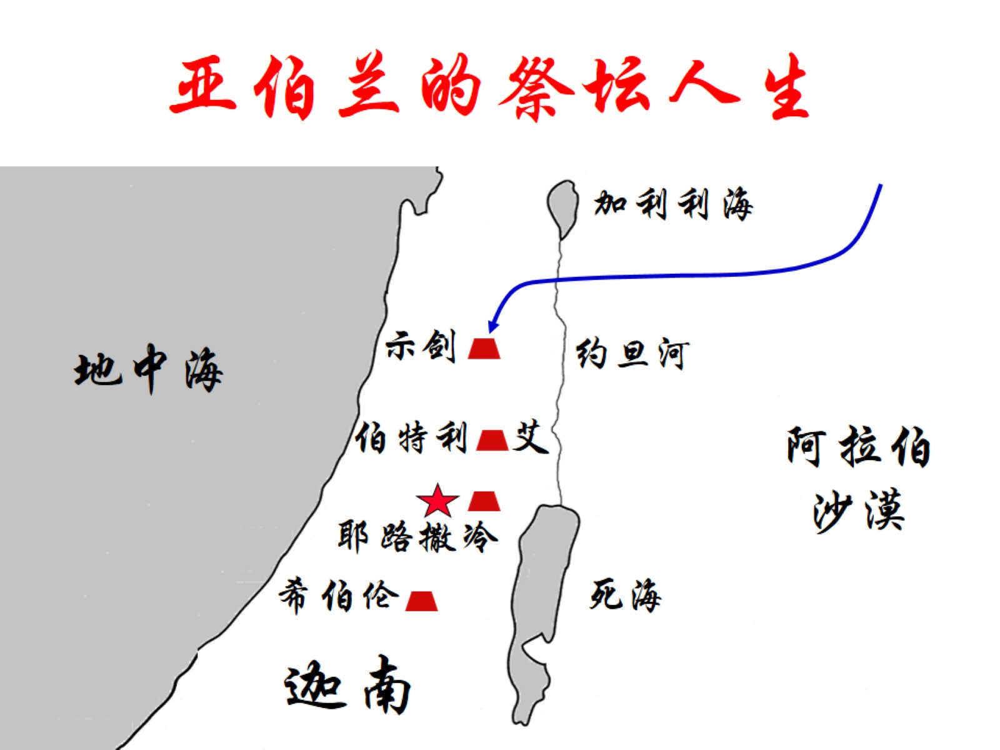 亚伯兰的祭坛人生
加利利海
示剑
约旦河
地中海
伯特利
艾
阿拉伯
沙漠
耶路撒冷
希伯伦
死海
迦南